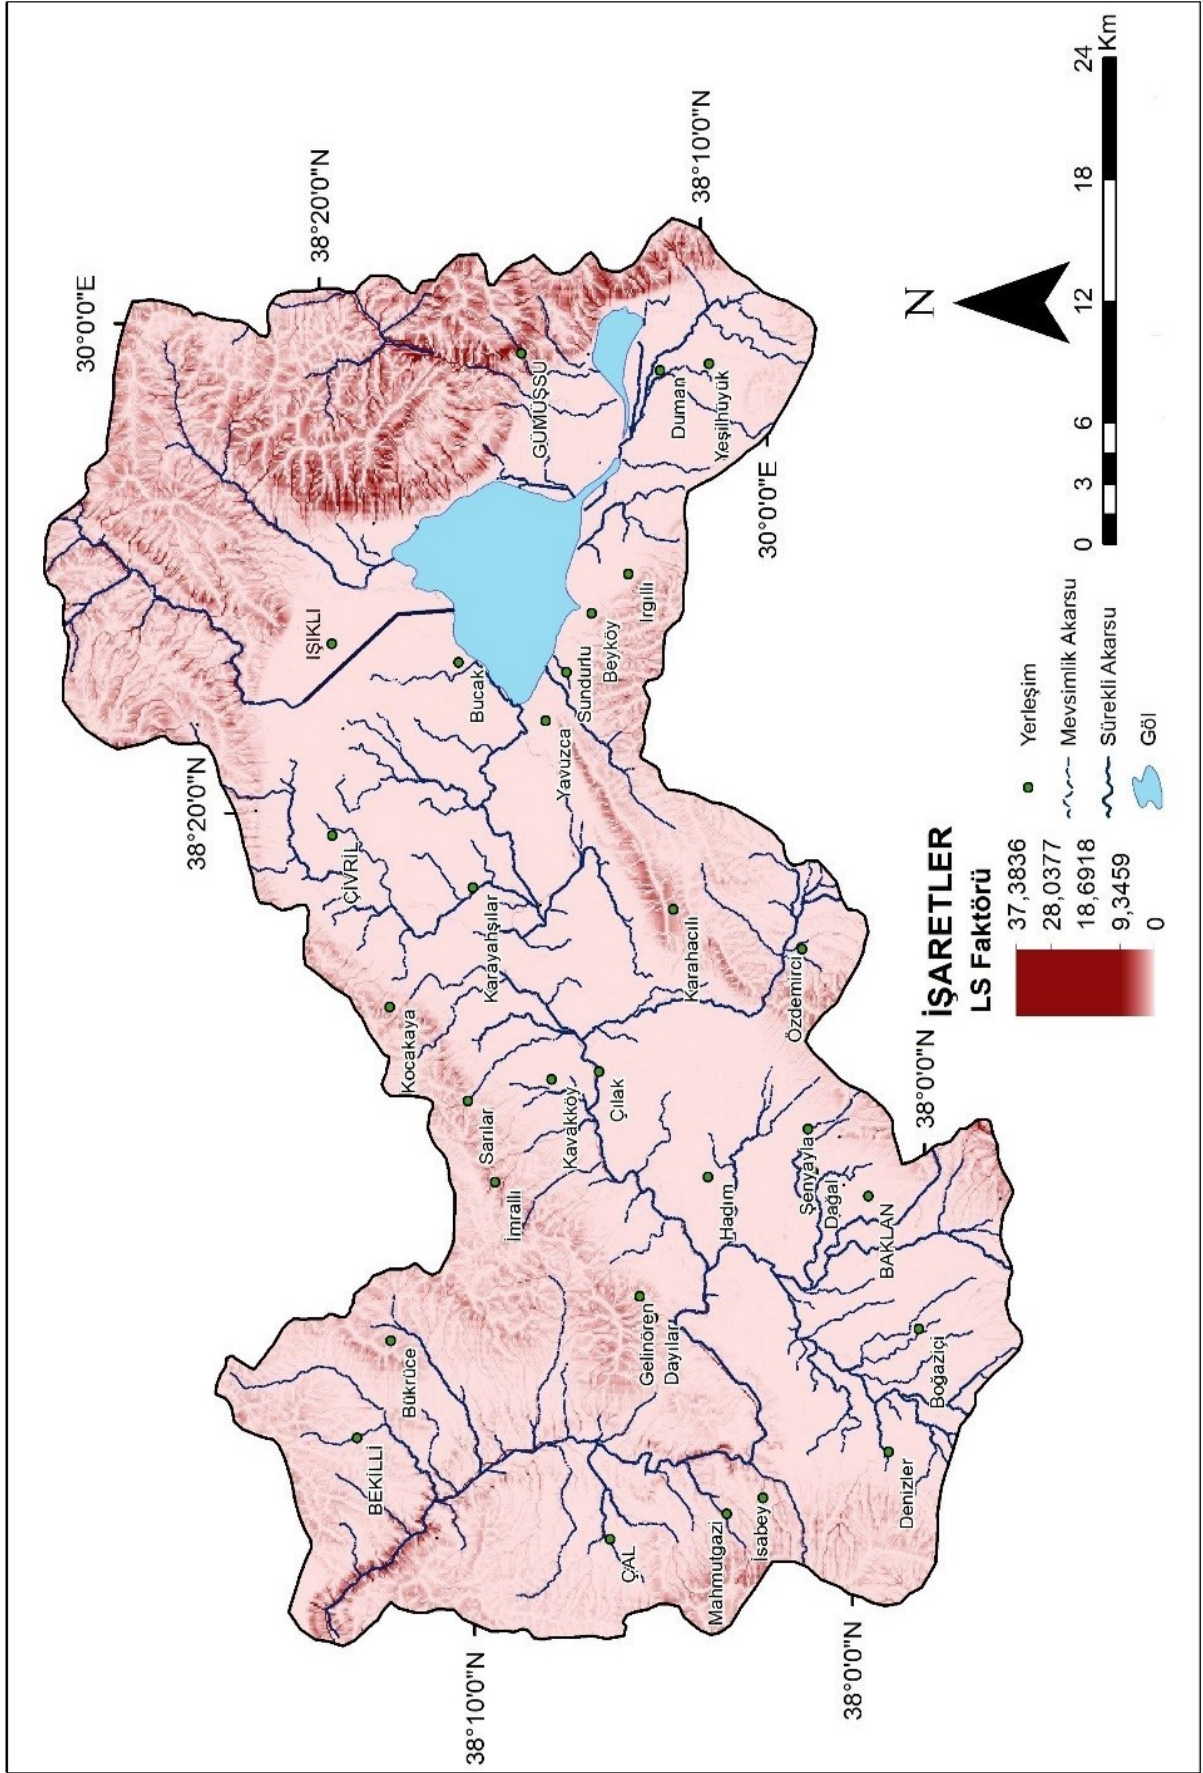 30°0'0"E
38°20'0"N
38°20'0"N
38°10'0"N
38°10'0"N
30°0'0"E
38°0'0"N
38°0'0"N
IŞIKLI
GÜMÜŞSU
ÇİVRİL
Bucak
Kocakaya
Karayahşılar
Yavuzca
Sundurlu
Beyköy
Irgıllı
Duman
Yeşilhüyük
BEKİLLİ
Bükrüce
Sarılar
İmrallı
Kavakköy
Çılak
Karahacılı
Özdemirci
Gelinören
Dayılar
Hadım
Şenyayla
Dağal
BAKLAN
ÇAL
Mahmutgazi
İsabey
Denizler
Boğaziçi
İŞARETLER
LS Faktörü
37,3836
28,0377
18,6918
9,3459
0
Yerleşim
Mevsimlik Akarsu
Sürekli Akarsu
Göl
N
0 3 6 12 18 24
Km